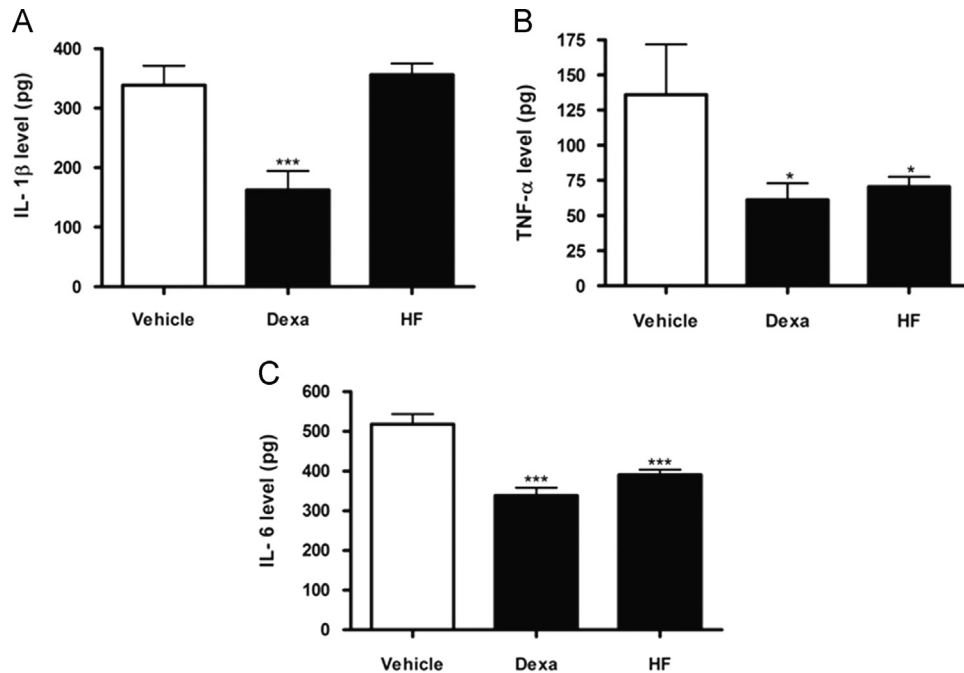 A
IL- 1β level (pg)
400
300
200
100
0
***
Vehicle Dexa HF
B
TNF-α level (pg)
175
150
125
100
75
50
25
0
* *
Vehicle Dexa HF
C
IL- 6 level (pg)
600
500
400
300
200
100
0
*** ***
Vehicle Dexa HF